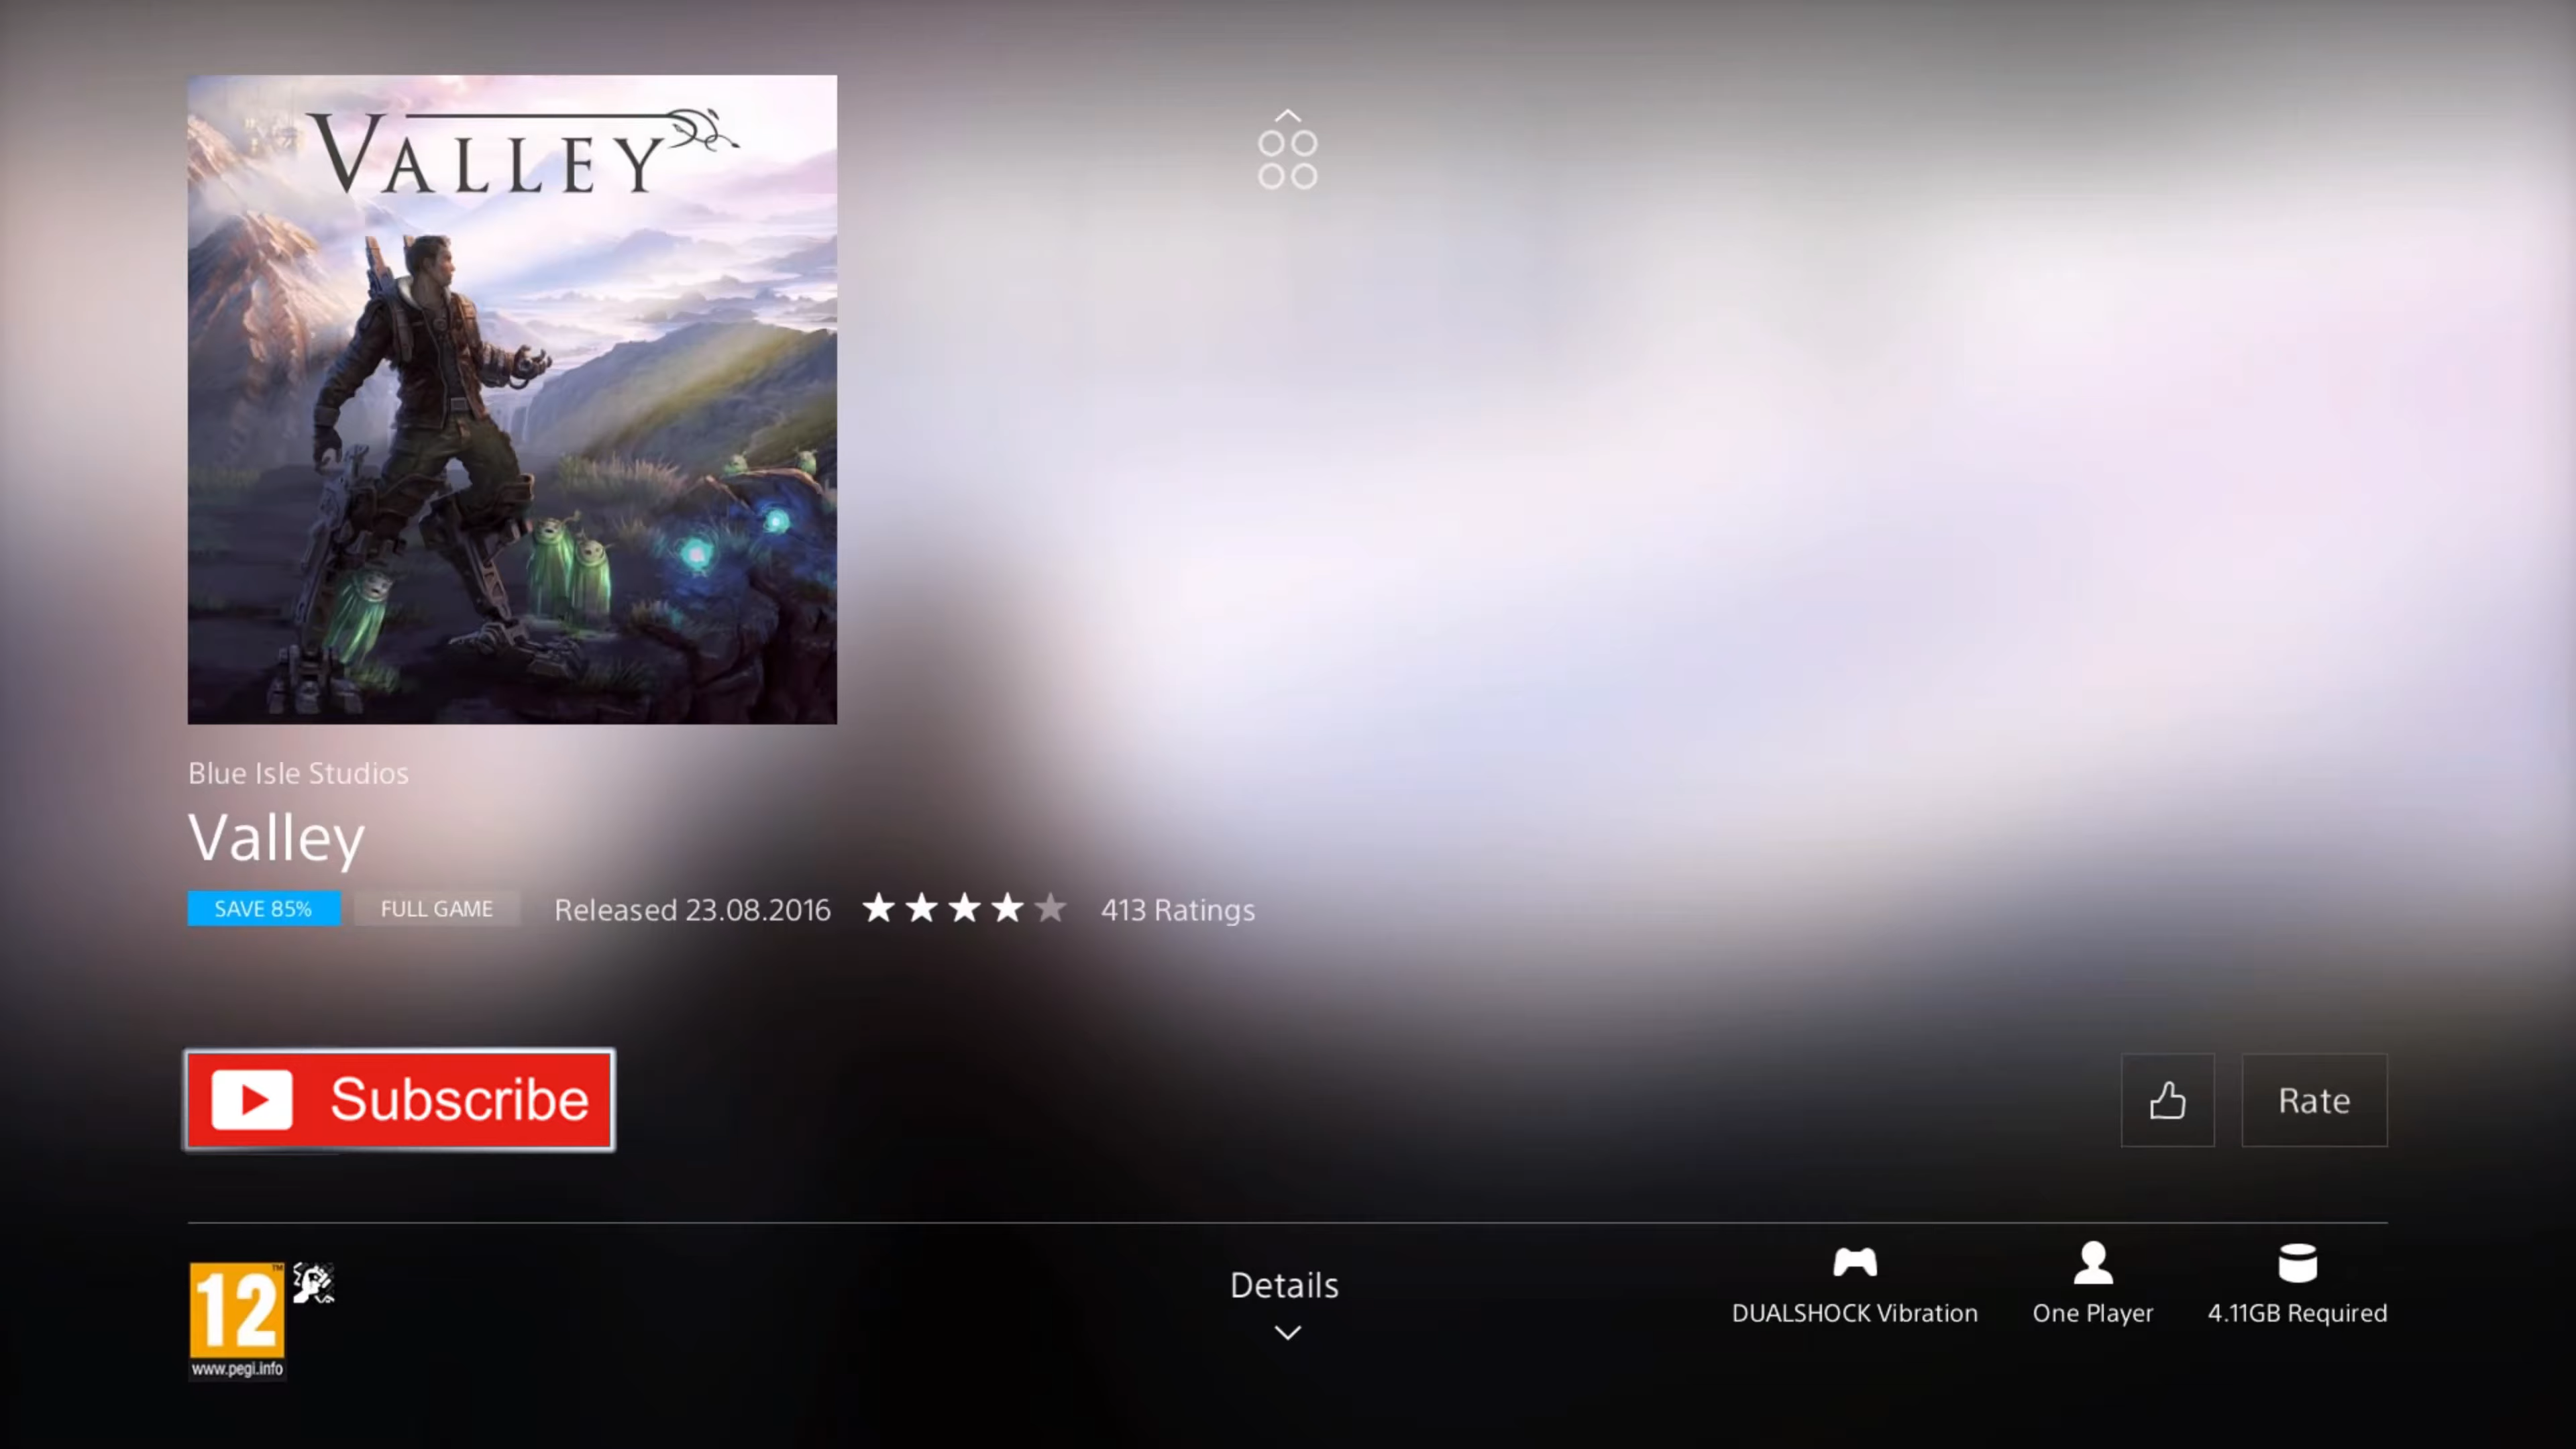 VALLEY
Blue Isle Studios
Valley
SAVE 85% FULL GAME Released 23.08.2016 413 Ratings
Subscribe
Rate
12
www.pegi.info
Details
DUALSHOCK Vibration One Player 4.11GB Required